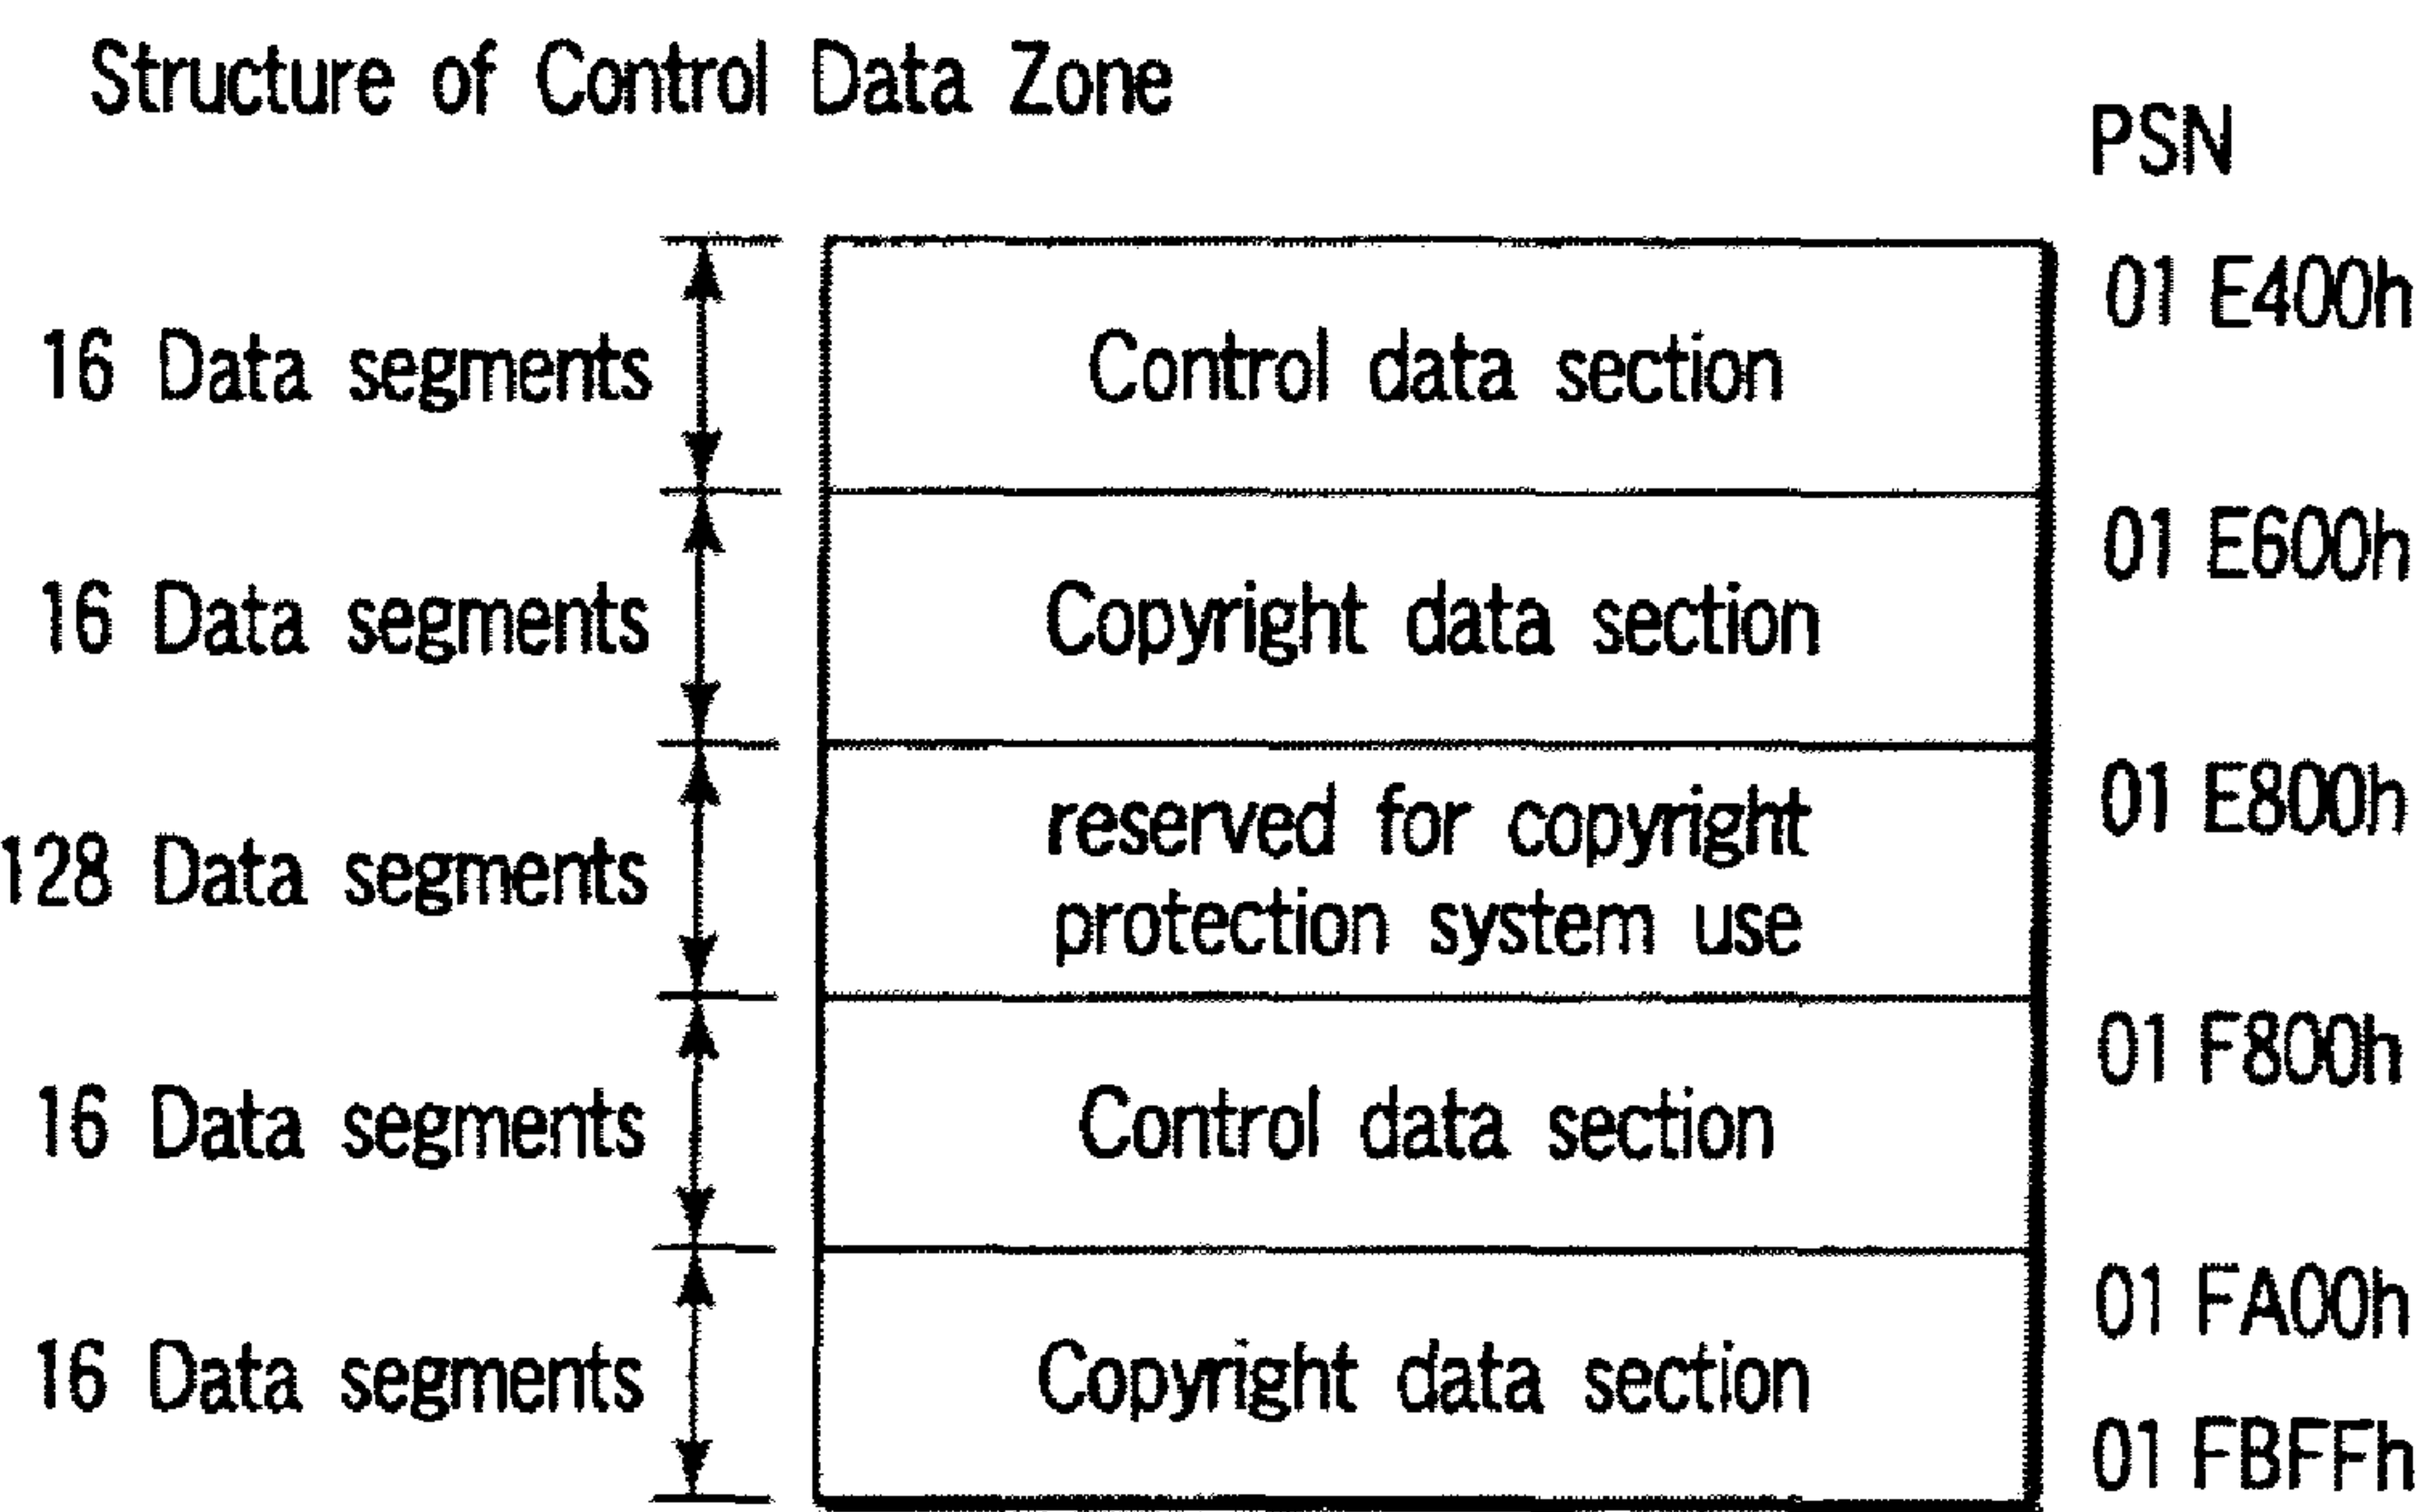 Structure of Control Data Zone
PSN
01 E400h
16 Data segments
Control data section
01 E600h
16 Data segments
Copyright data section
01 E800h
128 Data segments
reserved for copyright
protection system use
01 F800h
16 Data segments
Control data section
01 FA00h
16 Data segments
Copyright data section
01 FBFFh